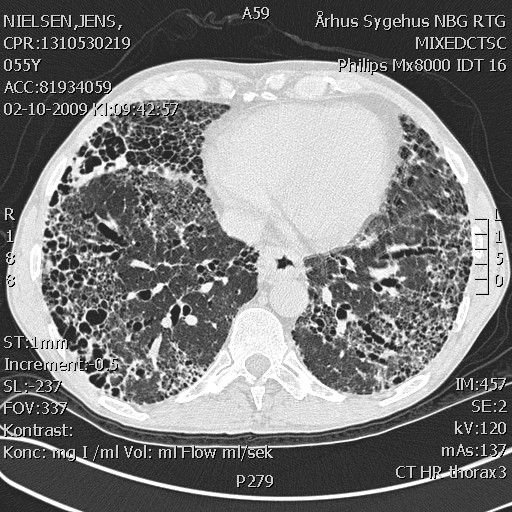 NIELSEN,JENS,
CPR:1310530219
055Y
ACC:81934059
02-10-2009 Kl:09:42:57
A59
Århus Sygehus NBG RTG
MIXEDCTSC
Philips Mx8000 IDT 16
R
1
8
8
L
1
5
0
ST:1mm
Increment:-0.5
SL:-237
FOV:337
Kontrast:
Konc: mg I /ml Vol: ml Flow ml/sek
P279
IM:457
SE:2
kV:120
mAs:137
CT HR thorax3